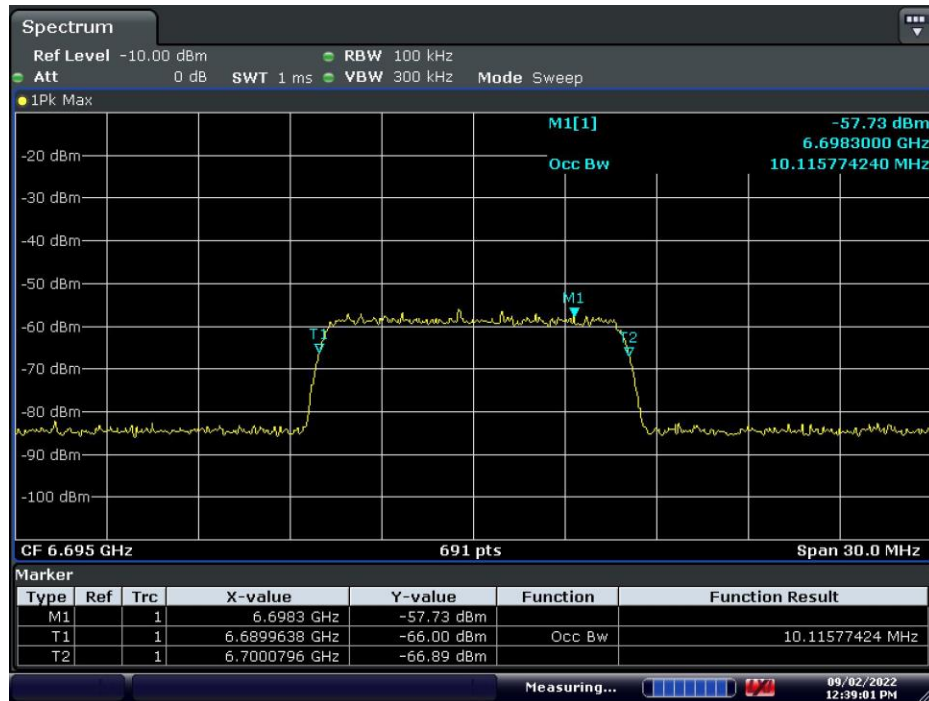 Spectrum
Ref Level -10.00 dBm RBW 100 kHz
Att 0 dB SWT 1 ms VBW 300 kHz Mode Sweep
1Pk Max
M1[1] -57.73 dBm
6.6983000 GHz
-20 dBm
Occ Bw 10.115774240 MHz
-30 dBm
-40 dBm
-50 dBm
M1
-60 dBm
T1
T2
-70 dBm
-80 dBm
-90 dBm
-100 dBm
CF 6.695 GHz 691 pts Span 30.0 MHz
Marker
Type Ref Trc X-value Y-value Function Function Result
M1 1 6.6983 GHz -57.73 dBm
T1 1 6.6899638 GHz -66.00 dBm Occ Bw 10.11577424 MHz
T2 1 6.7000796 GHz -66.89 dBm
Measuring... 09/02/2022
12:39:01 PM